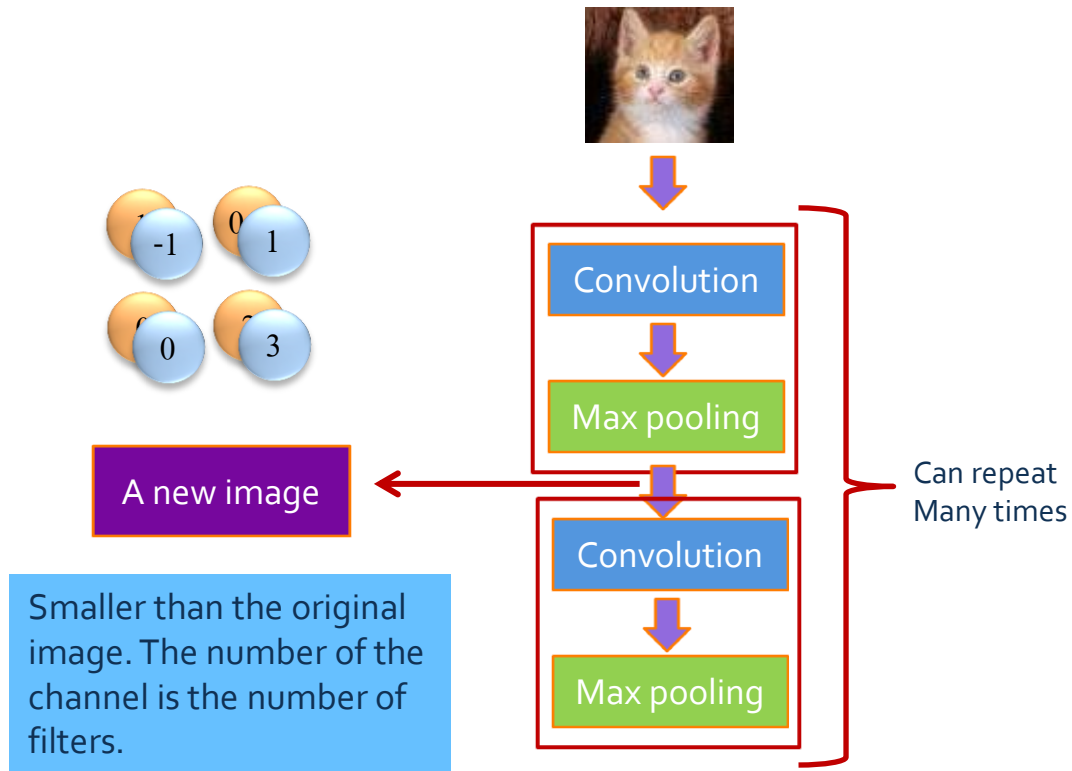 -1
0
1
0
3
Convolution
Max pooling
A new image
Can repeat
Many times
Convolution
Max pooling
Smaller than the original
image. The number of the
channel is the number of
filters.